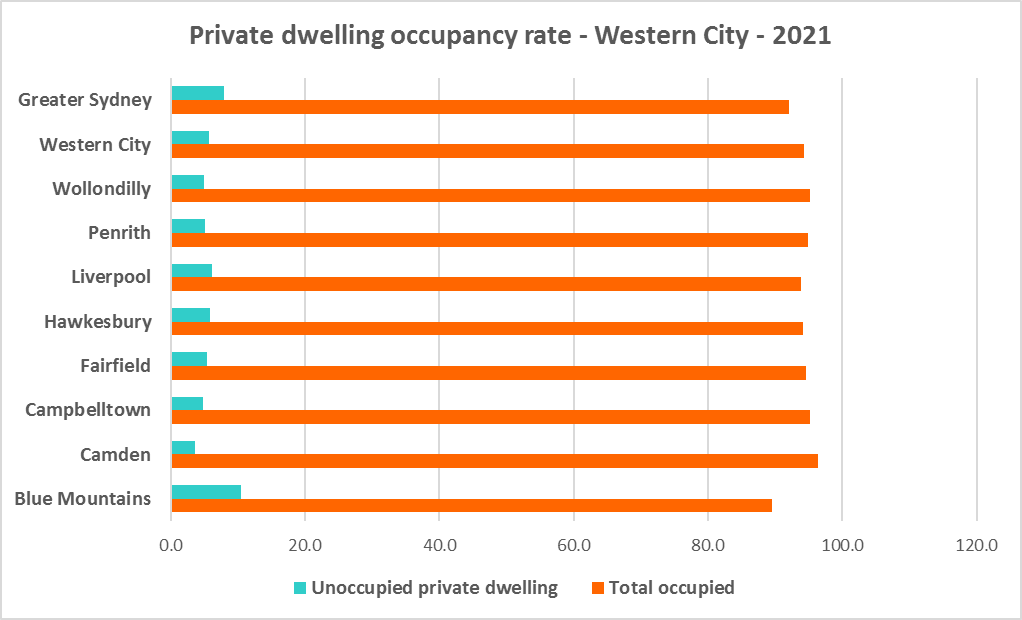 Private dwelling occupancy rate - Western City - 2021
Greater Sydney
Western City
Wollondilly
Penrith
Liverpool
Hawkesbury
Fairfield
Campbelltown
Camden
Blue Mountains
0.0 20.0 40.0 60.0 80.0 100.0 120.0
Unoccupied private dwelling Total occupied